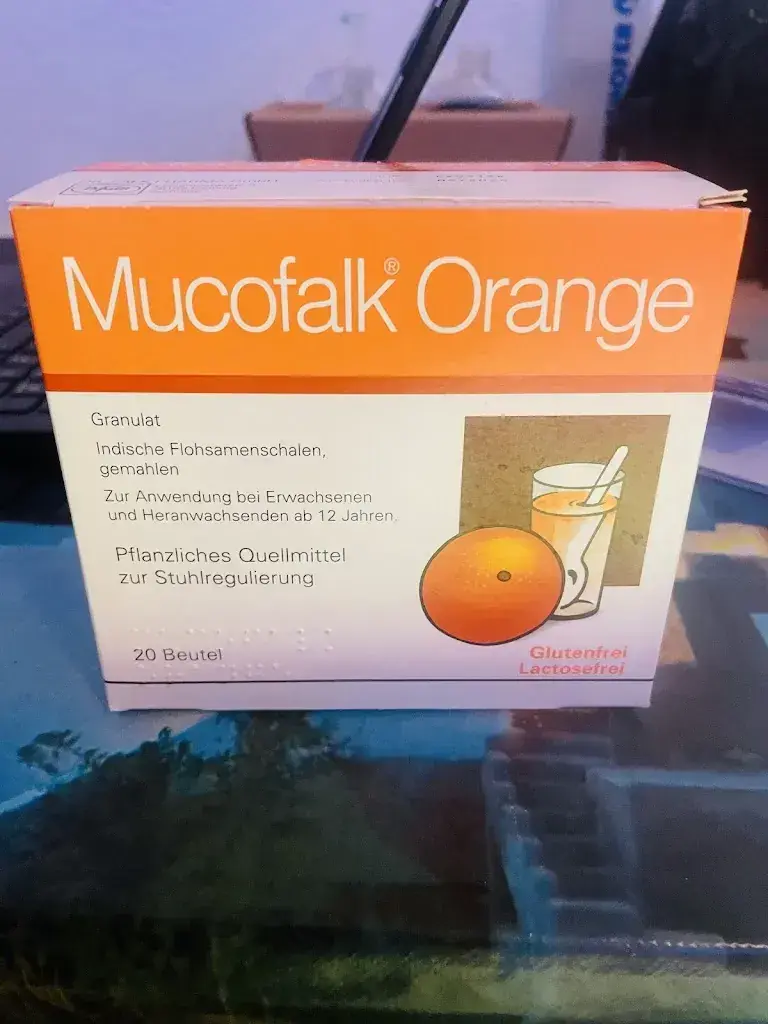 Mucofalk® Orange
Granulat
Indische Flohsamenschalen,
gemahlen
Zur Anwendung bei Erwachsenen
und Heranwachsenden ab 12 Jahren.
Pflanzliches Quellmittel
zur Stuhlregulierung
20 Beutel
Glutenfrei
Lactosefrei